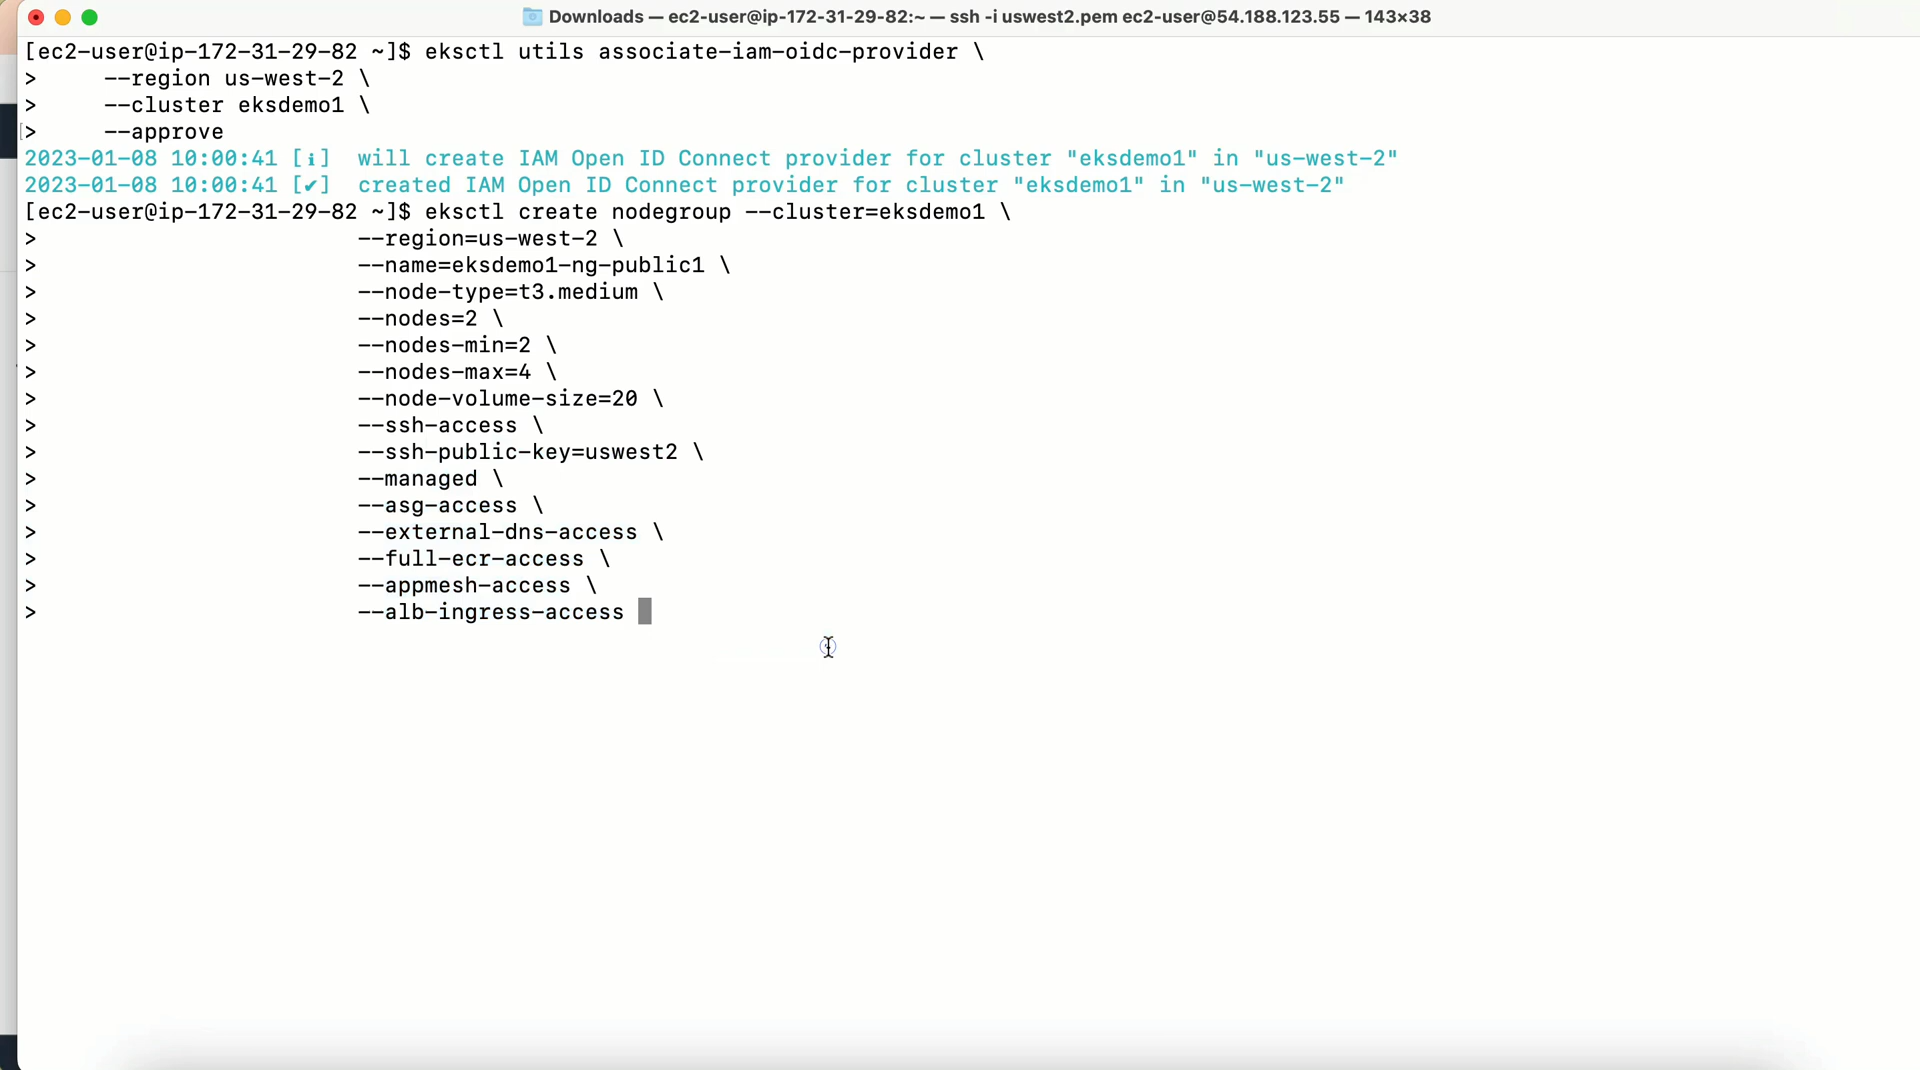 Downloads — ec2-user@ip-172-31-29-82:~ — ssh -i uswest2.pem ec2-user@54.188.123.55 — 143×38
[ec2-user@ip-172-31-29-82 ~]$ eksctl utils associate-iam-oidc-provider \
>     --region us-west-2 \
>     --cluster eksdemo1 \
[>     --approve
2023-01-08 10:00:41 [ℹ]  will create IAM Open ID Connect provider for cluster "eksdemo1" in "us-west-2"
2023-01-08 10:00:41 [✔]  created IAM Open ID Connect provider for cluster "eksdemo1" in "us-west-2"
[ec2-user@ip-172-31-29-82 ~]$ eksctl create nodegroup --cluster=eksdemo1 \
>                        --region=us-west-2 \
>                        --name=eksdemo1-ng-public1 \
>                        --node-type=t3.medium \
>                        --nodes=2 \
>                        --nodes-min=2 \
>                        --nodes-max=4 \
>                        --node-volume-size=20 \
>                        --ssh-access \
>                        --ssh-public-key=uswest2 \
>                        --managed \
>                        --asg-access \
>                        --external-dns-access \
>                        --full-ecr-access \
>                        --appmesh-access \
>                        --alb-ingress-access